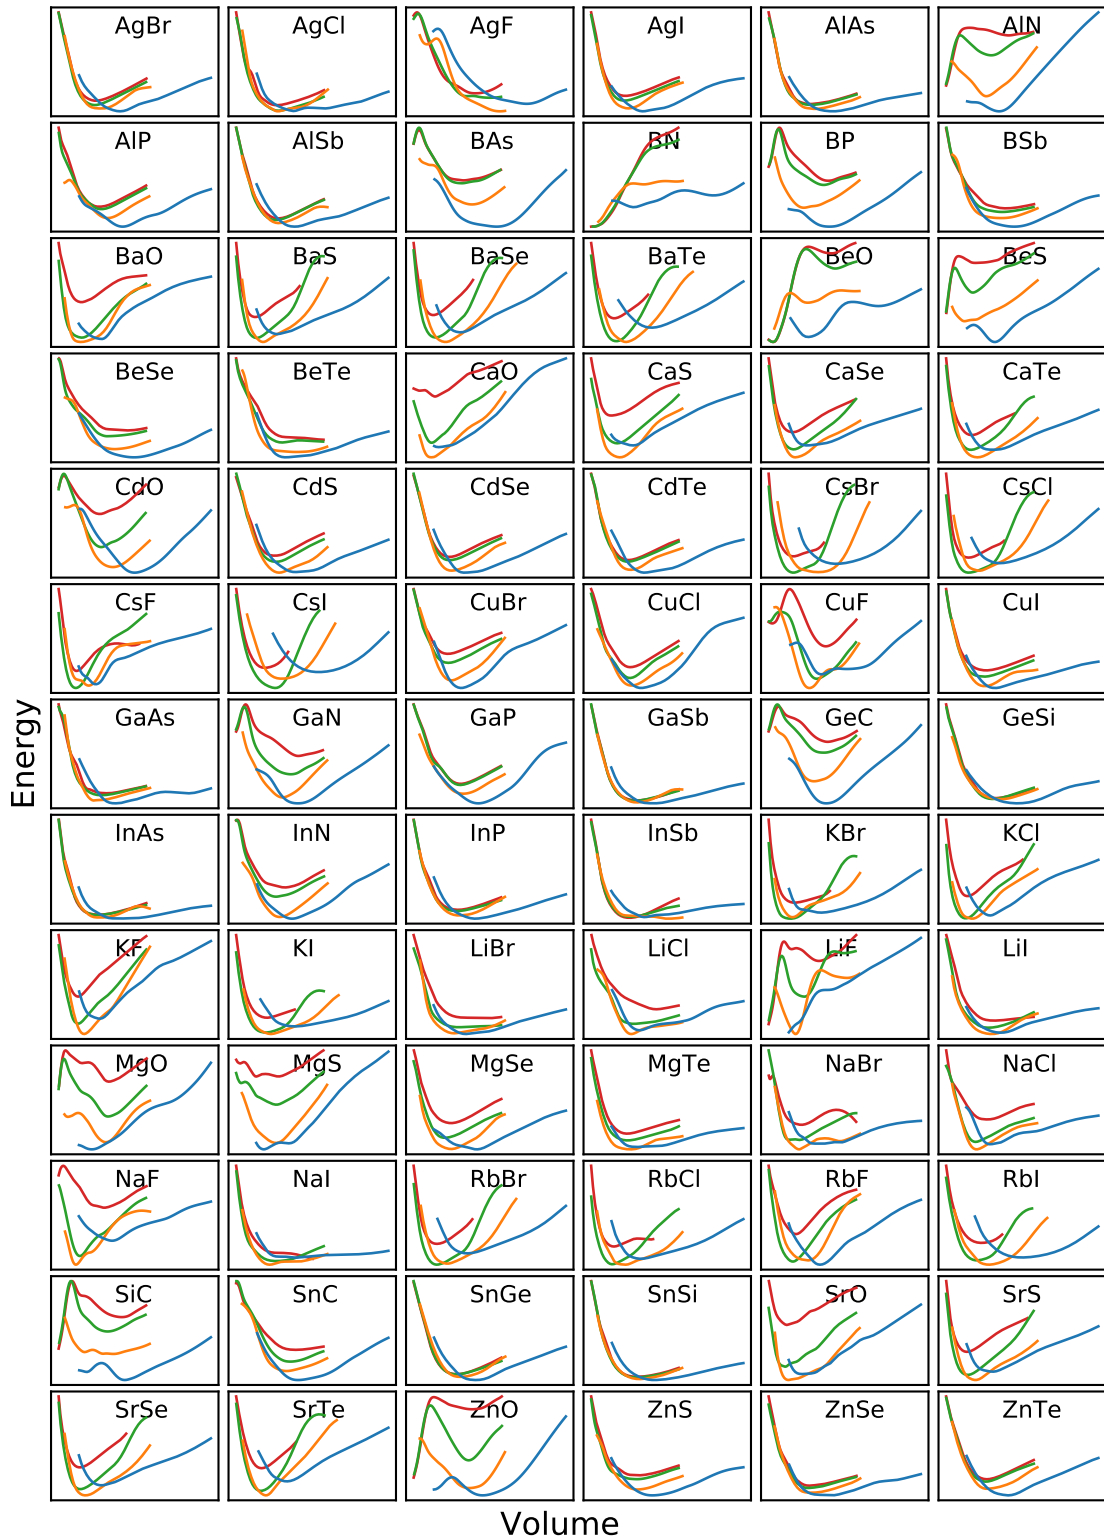 AgBr AgCl AgF AgI AlAs AlN
AlP AlSb BAs BN BP BSb
BaO BaS BaSe BaTe BeO BeS
BeSe BeTe CaO CaS CaSe CaTe
CdO CdS CdSe CdTe CsBr CsCl
CsF CsI CuBr CuCl CuF CuI
GaAs GaN GaP GaSb GeC GeSi
InAs InN InP InSb KBr KCl
KF KI LiBr LiCl LiF LiI
MgO MgS MgSe MgTe NaBr NaCl
NaF NaI RbBr RbCl RbF RbI
SiC SnC SnGe SnSi SrO SrS
SrSe SrTe ZnO ZnS ZnSe ZnTe
Energy
Volume